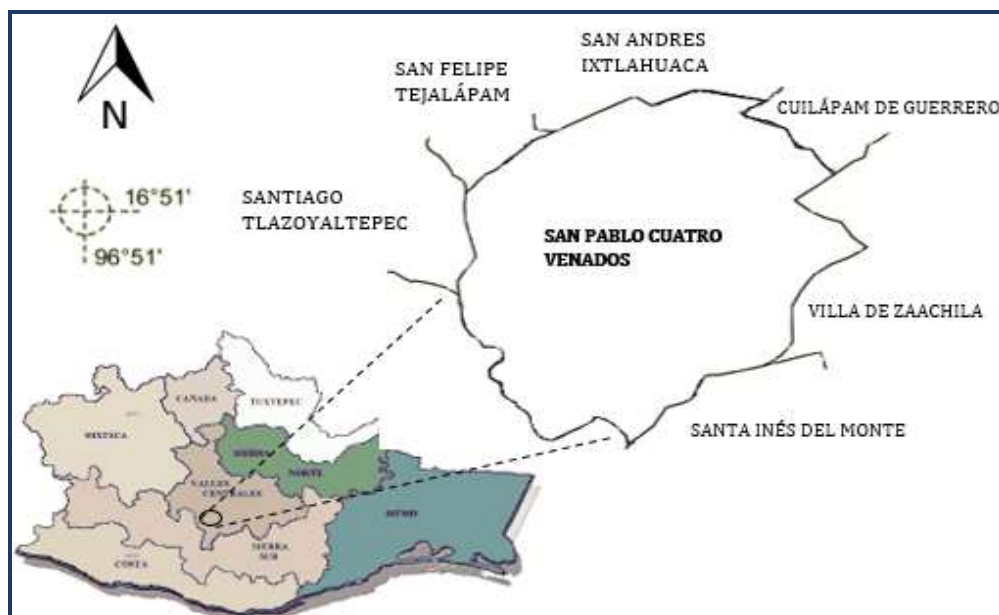 SAN ANDRES
IXTLAHUACA
SAN FELIPE
TEJALÁPAM
CUILÁPAM DE GUERRERO
N
16°51'
96°51'
SANTIAGO
TLAZOYALTEPEC
SAN PABLO CUATRO
VENADOS
VILLA DE ZAACHILA
SANTA INÉS DEL MONTE
CAÑADA
TUXTEPEC
MIXTECA
SIERRA
NORTE
VALLES
CENTRALES
ISTMO
SIERRA
SUR
COSTA